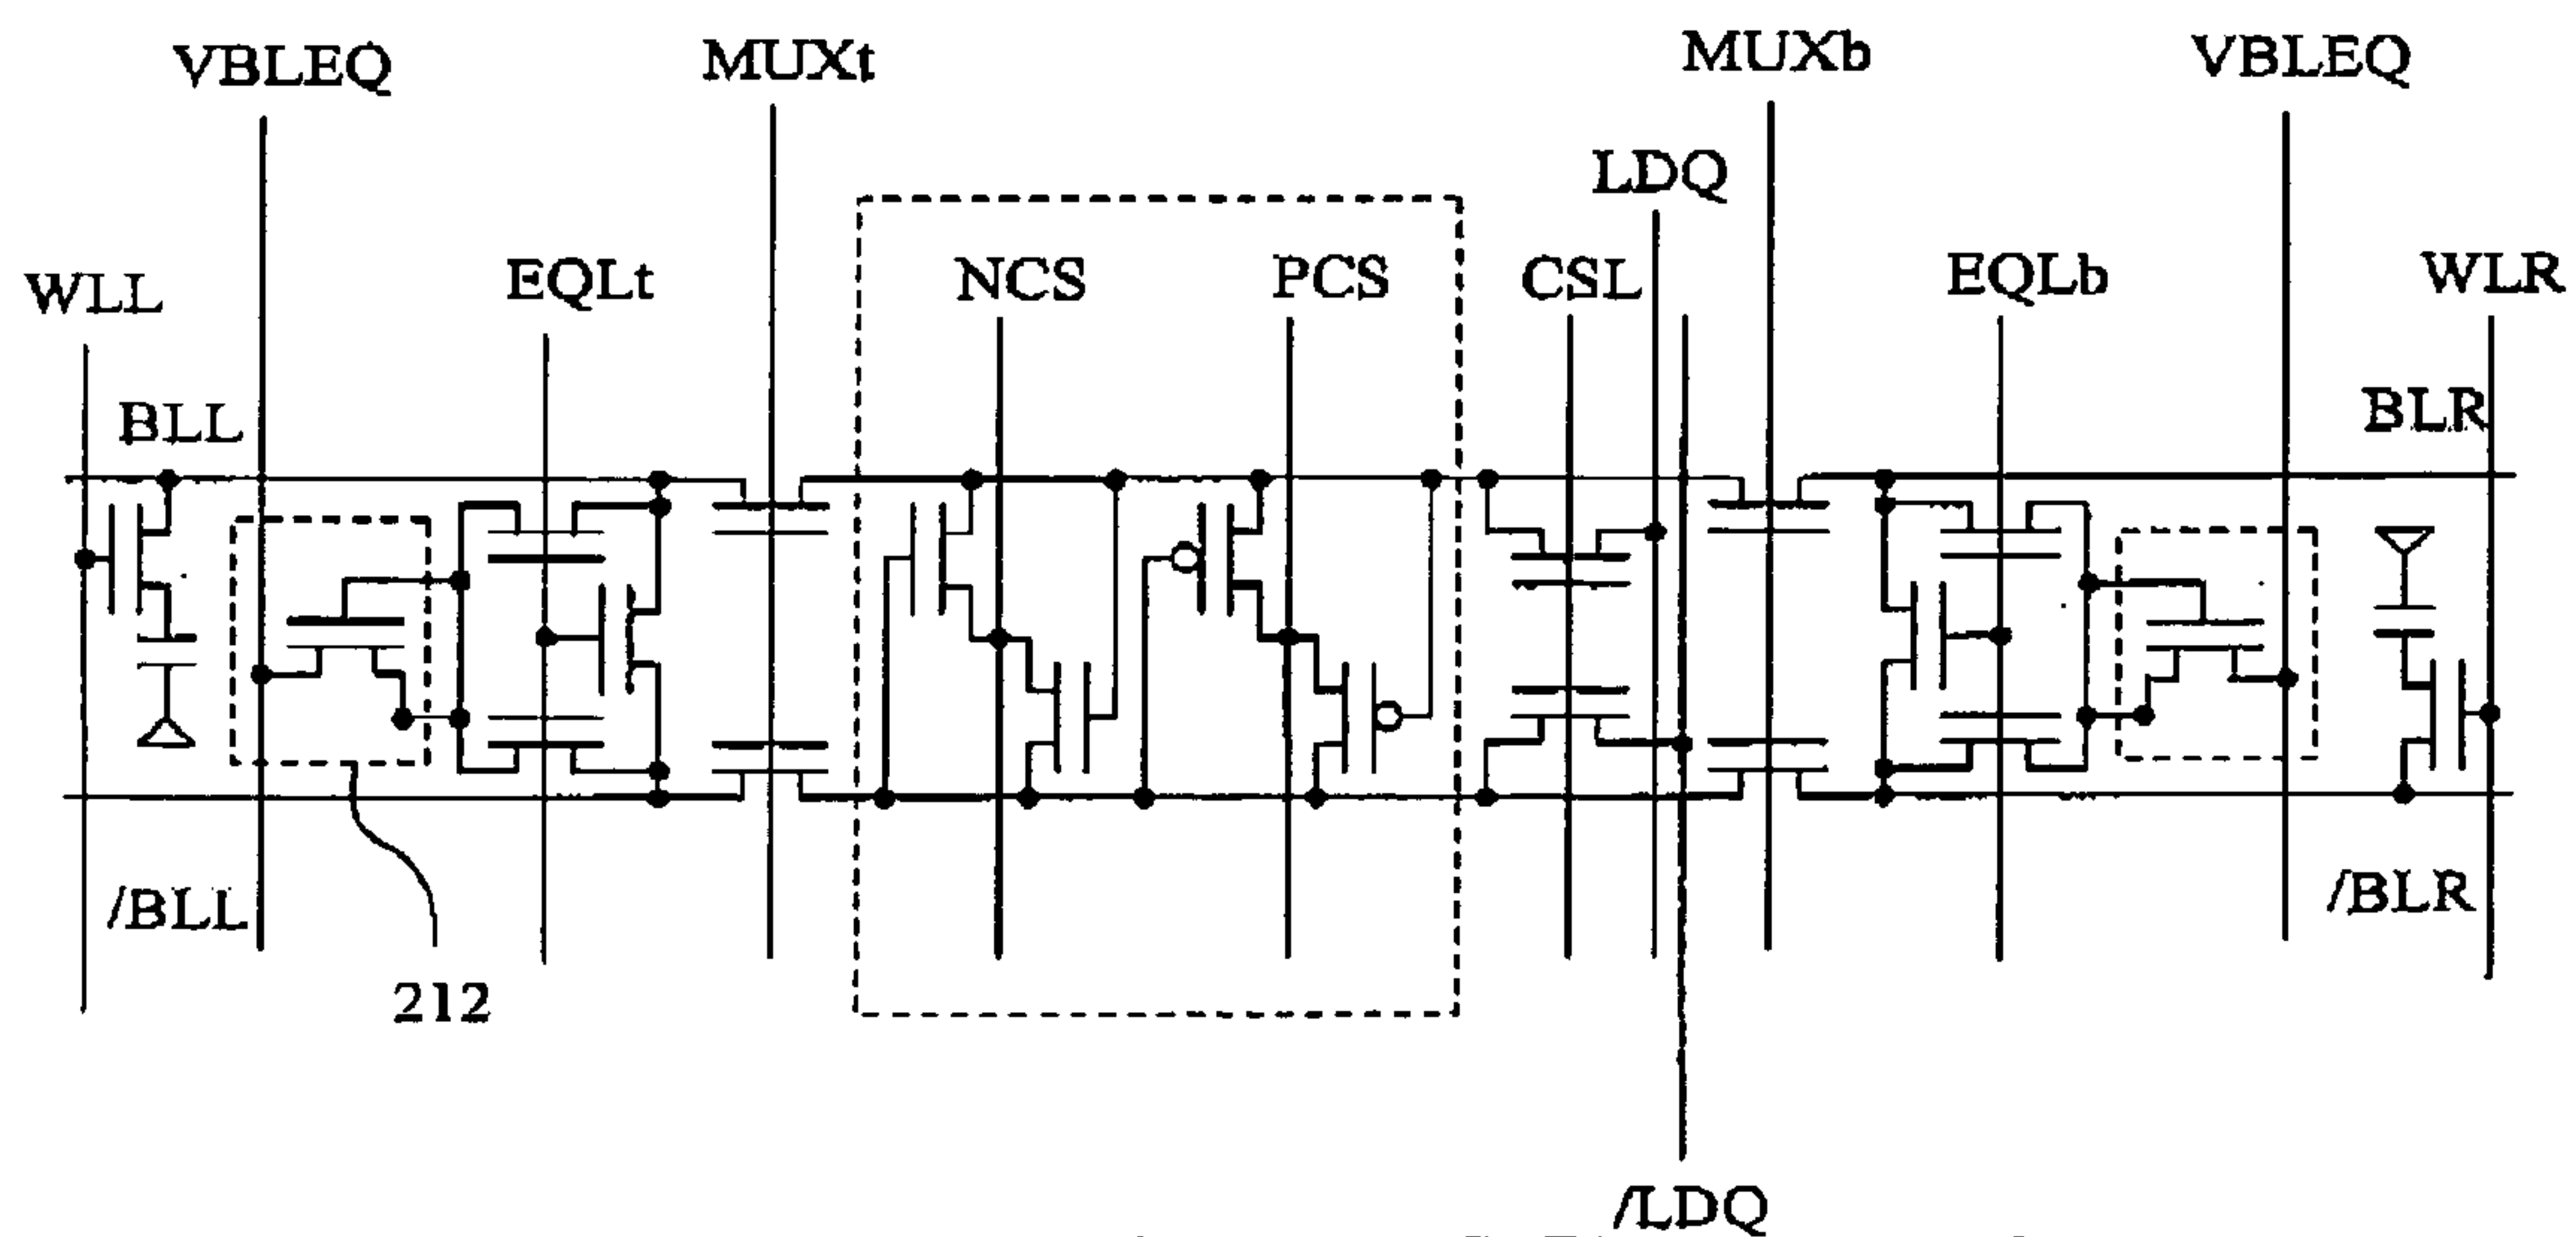 VBLEQ
MUXt
MUXb
VBLEQ
LDQ
WLL
EQLt
NCS
PCS
CSL
EQLb
WLR
BLL
BLR
/BLL
/BLR
212
/LDQ